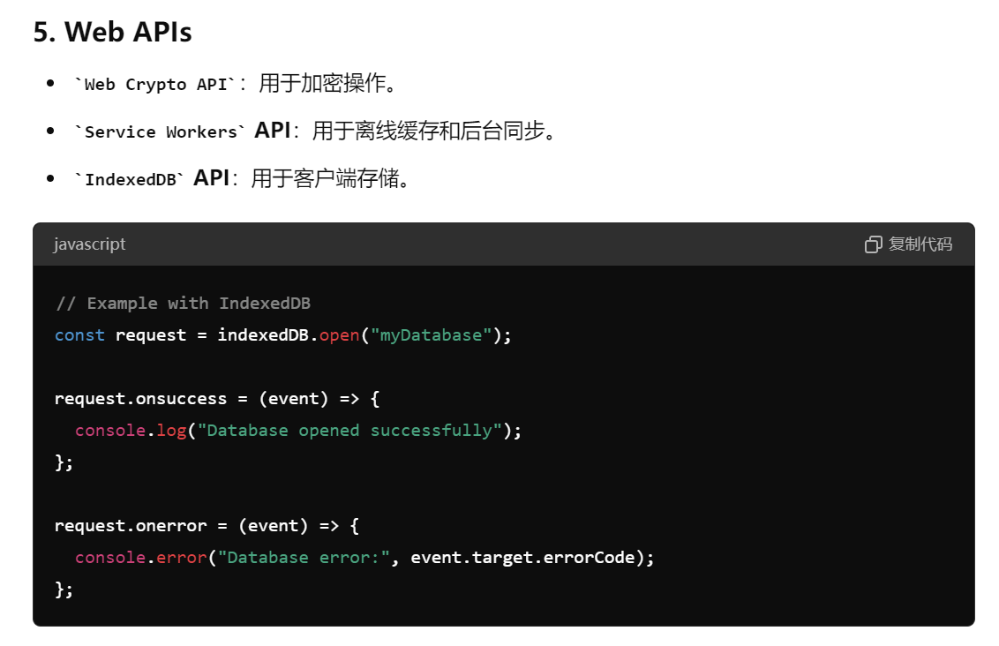 5. Web APIs
• `Web Crypto API`：用于加密操作。
• `Service Workers` API：用于离线缓存和后台同步。
• `IndexedDB` API：用于客户端存储。
javascript 复制代码
// Example with IndexedDB
const request = indexedDB.open("myDatabase");
request.onsuccess = (event) => {
  console.log("Database opened successfully");
};
request.onerror = (event) => {
  console.error("Database error:", event.target.errorCode);
};